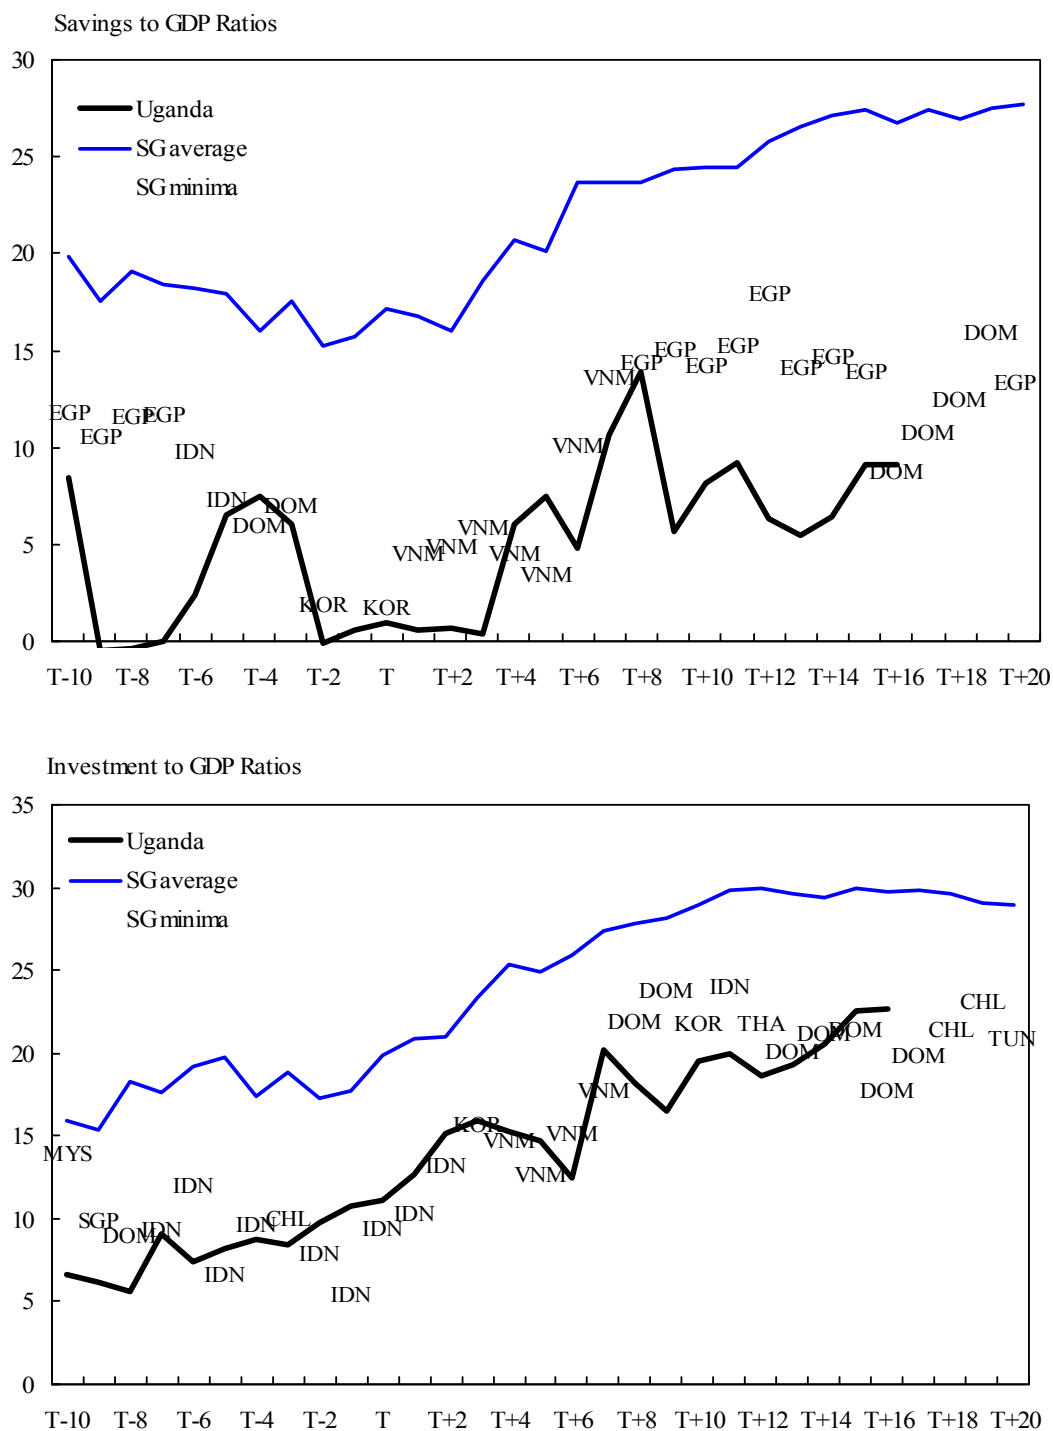 Savings to GDP Ratios
30
Uganda
SG average
25
SG minima
20
EGP
DOM
15
EGP EGP EGP EGP EGP EGP EGP EGP
VNM
EGP EGP EGP EGP
DOM
DOM
10
IDN
VNM
DOM
IDN
DOM
DOM
VNM
5
VNM VNM VNM
VNM
KOR KOR
0
T-10 T-8 T-6 T-4 T-2 T T+2 T+4 T+6 T+8 T+10 T+12 T+14 T+16 T+18 T+20
Investment to GDP Ratios
35
Uganda
30
SG average
SG minima
25
DOM IDN
CHL
DOM KOR THA DOM DOM CHL TUN
20
DOM DOM
VNM DOM
15
KOR VNM VNM
MYS
IDN IDN VNM
10
SGP DOM IDN IDN CHL IDN IDN
IDN IDN
5
IDN
0
T-10 T-8 T-6 T-4 T-2 T T+2 T+4 T+6 T+8 T+10 T+12 T+14 T+16 T+18 T+20